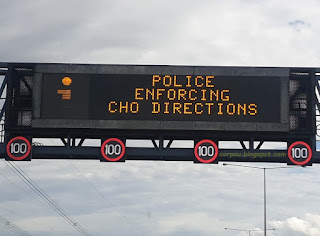 POLICE
ENFORCING
CHO DIRECTIONS
100 100 100 100